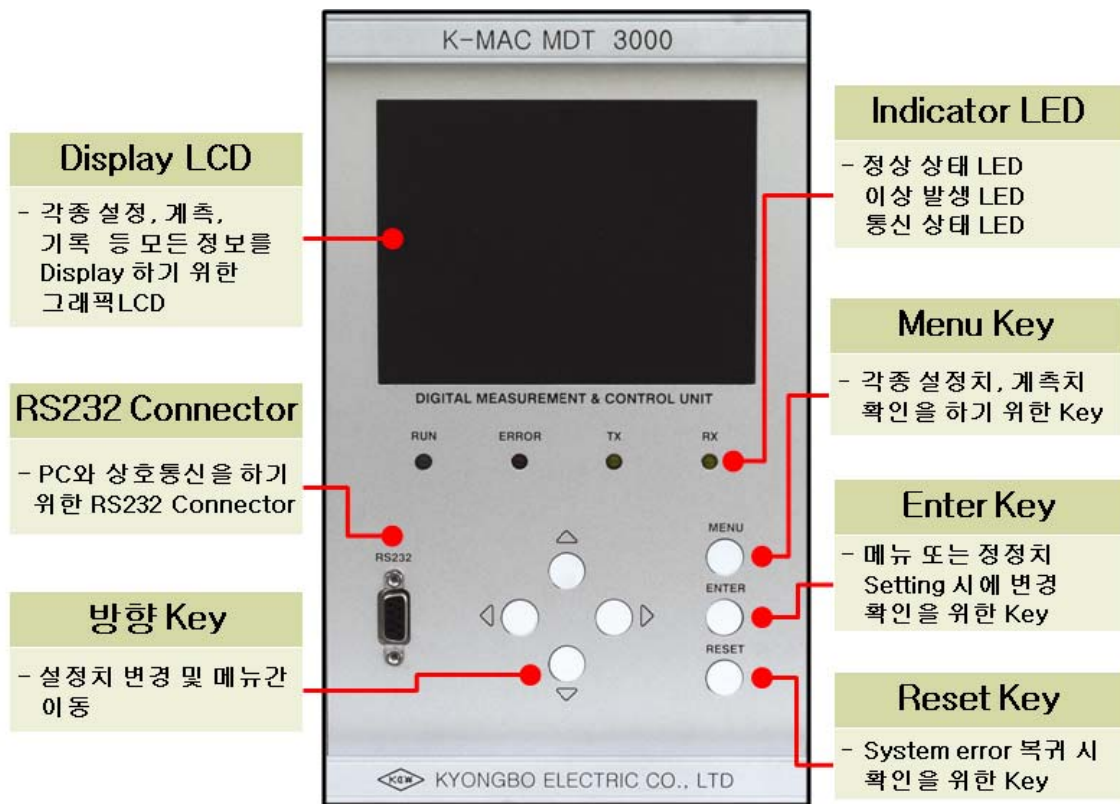 K-MAC MDT 3000
Display LCD
- 각종 설정, 계측,
기록 등 모든 정보를
Display 하기 위한
그래픽LCD
RS232 Connector
- PC와 상호통신을 하기
위한 RS232 Connector
방향 Key
- 설정치 변경 및 메뉴간
이동
DIGITAL MEASUREMENT & CONTROL UNIT
RUN ERROR TX RX
RS232
MENU
ENTER
RESET
KCW KYONGBO ELECTRIC CO., LTD
Indicator LED
- 정상 상태 LED
이상 발생 LED
통신 상태 LED
Menu Key
- 각종 설정치, 계측치
확인을 하기 위한 Key
Enter Key
- 메뉴 또는 정정치
Setting 시에 변경
확인을 위한 Key
Reset Key
- System error 복귀 시
확인을 위한 Key